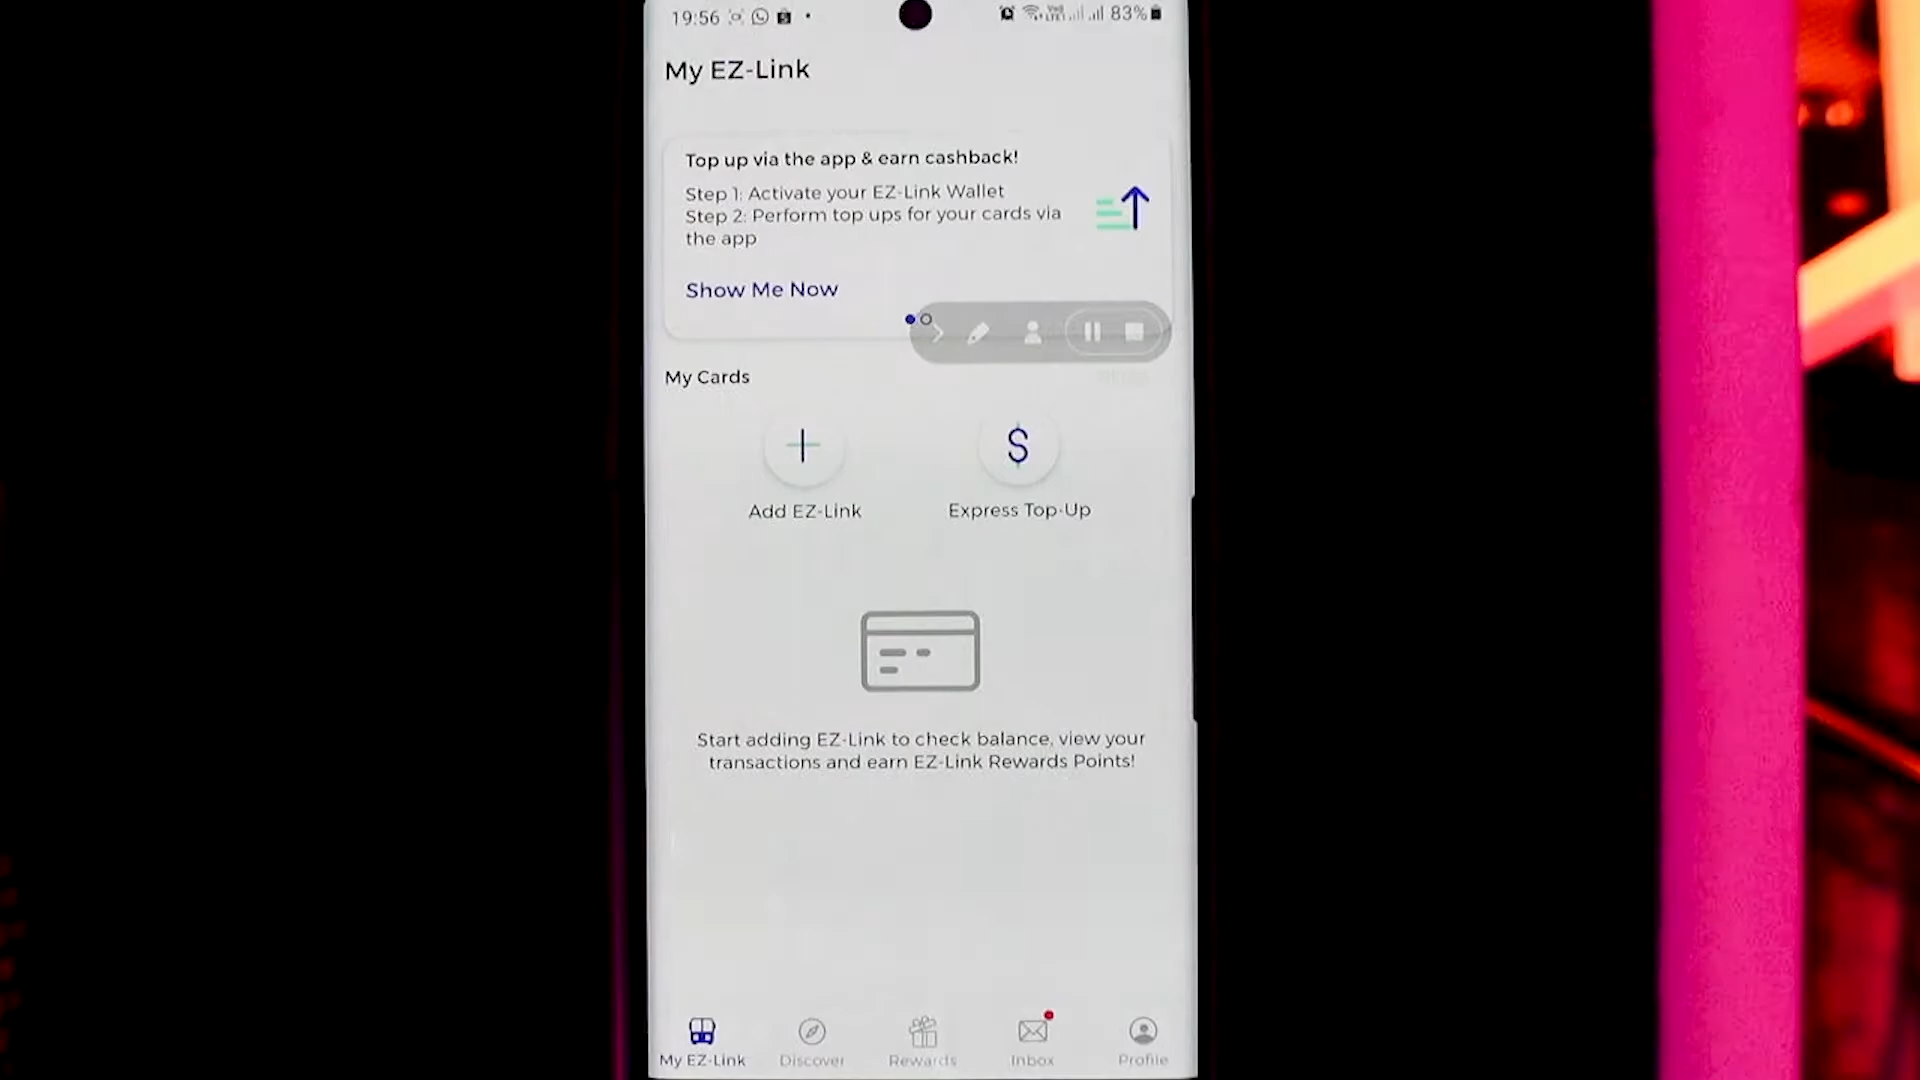 19:56
83%
My EZ-Link
Top up via the app & earn cashback!
Step 1: Activate your EZ-Link Wallet
Step 2: Perform top ups for your cards via
the app
Show Me Now
My Cards
Add EZ-Link
Express Top-Up
Start adding EZ-Link to check balance, view your
transactions and earn EZ-Link Rewards Points!
My EZ-Link
Discover
Rewards
Inbox
Profile